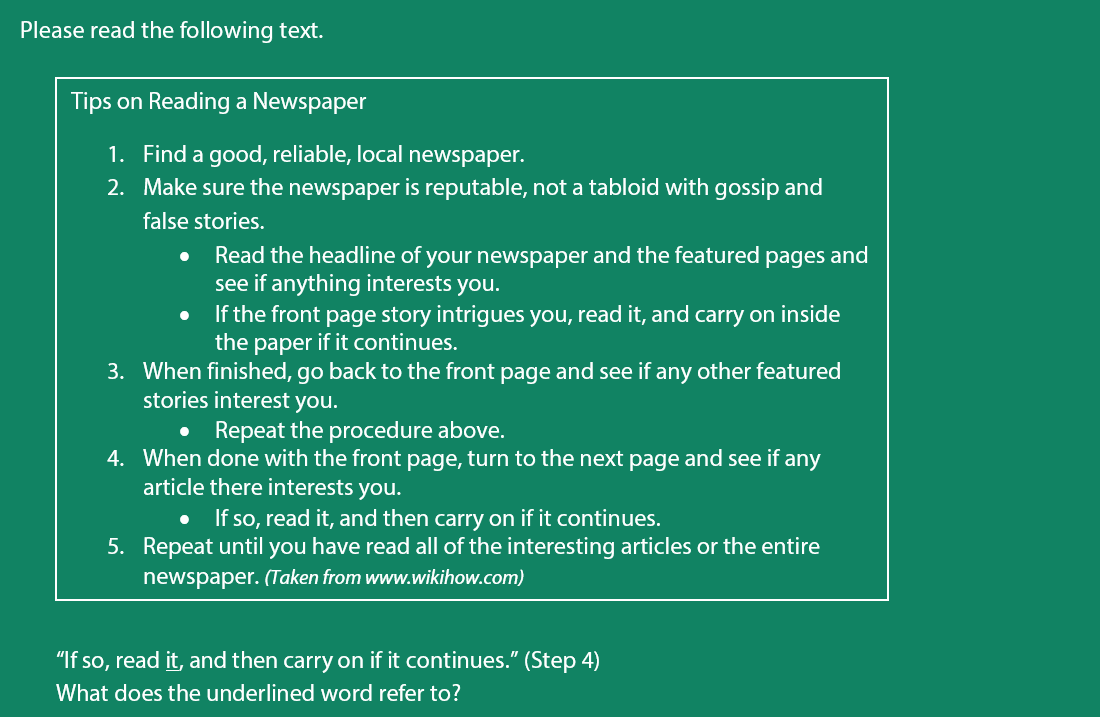 Please read the following text.
Tips on Reading a Newspaper
1. Find a good, reliable, local newspaper.
2. Make sure the newspaper is reputable, not a tabloid with gossip and
false stories.
• Read the headline of your newspaper and the featured pages and
see if anything interests you.
• If the front page story intrigues you, read it, and carry on inside
the paper if it continues.
3. When finished, go back to the front page and see if any other featured
stories interest you.
• Repeat the procedure above.
4. When done with the front page, turn to the next page and see if any
article there interests you.
• If so, read it, and then carry on if it continues.
5. Repeat until you have read all of the interesting articles or the entire
newspaper. (Taken from www.wikihow.com)
“If so, read it, and then carry on if it continues.” (Step 4)
What does the underlined word refer to?